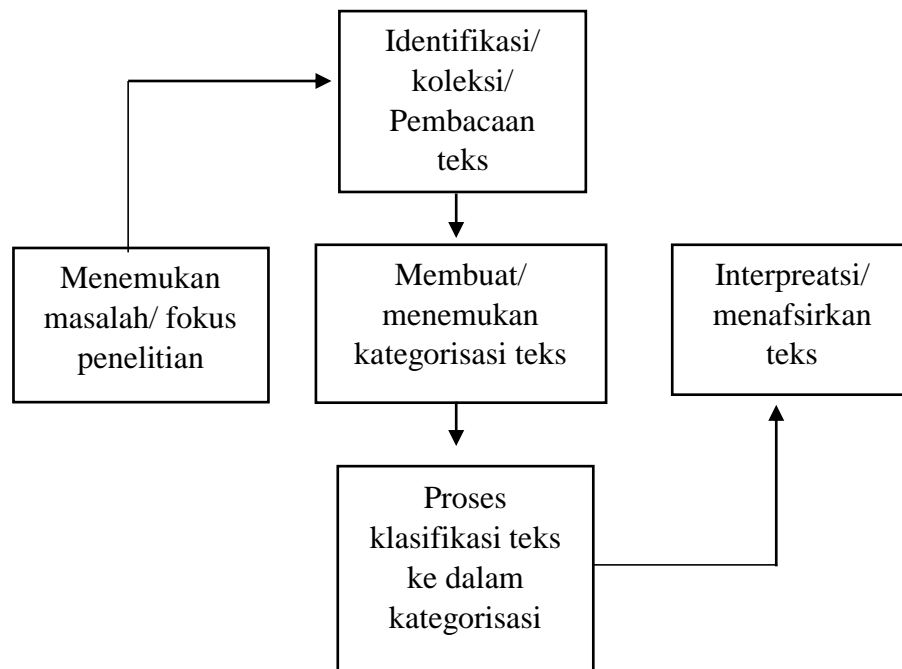 Identifikasi/
koleksi/
Pembacaan
teks
Menemukan
masalah/ fokus
penelitian
Membuat/
menemukan
kategorisasi teks
Interpreatsi/
menafsirkan
teks
Proses
klasifikasi teks
ke dalam
kategorisasi